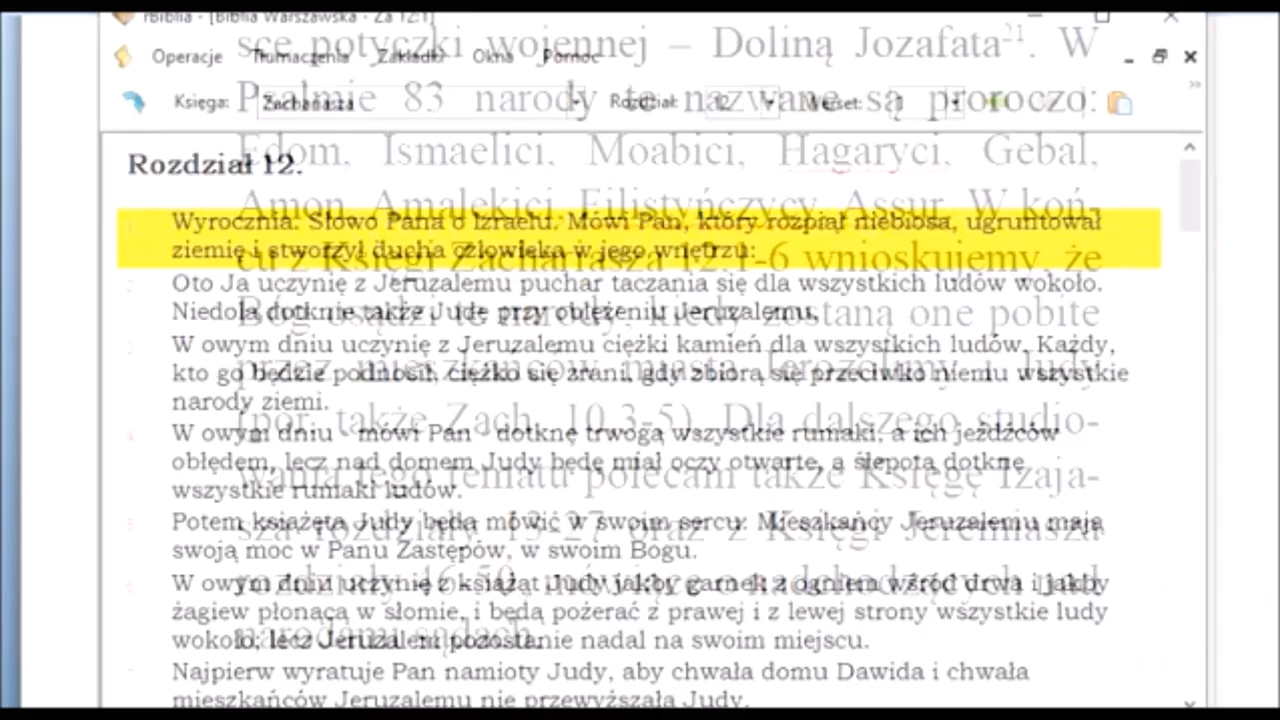 rBiblia - [Biblia Warszawska - Za 12:1]
Operacje Tłumaczenia Zakładki Okna Pomoc
Księga: Zachariasza Rozdział: 12 Werset: 1
Rozdział 12.
Wyrocznia. Słowo Pana o Izraelu. Mówi Pan, który rozpiął niebiosa, ugruntował
ziemię i stworzył ducha człowieka w jego wnętrzu:
Oto Ja uczynię z Jeruzalemu puchar taczania się dla wszystkich ludów wokoło.
Niedola dotknie także Judę przy oblężeniu Jeruzalemu.
W owym dniu uczynię z Jeruzalemu ciężki kamień dla wszystkich ludów. Każdy,
kto go będzie podnosił, ciężko się zrani, gdy zbiorą się przeciwko niemu wszystkie
narody ziemi.
W owym dniu - mówi Pan - dotknę trwogą wszystkie rumaki, a ich jeźdźców
obłędem, lecz nad domem Judy będę miał oczy otwarte, a ślepotą dotknę
wszystkie rumaki ludów.
Potem książęta Judy będą mówić w swoim sercu: Mieszkańcy Jeruzalemu mają
swoją moc w Panu Zastępów, w swoim Bogu.
W owym dniu uczynię z książąt Judy jakby garnek z ogniem wśród drwa i jakby
żagiew płonącą w słomie, i będą pożerać z prawej i z lewej strony wszystkie ludy
wokoło; lecz Jeruzalem pozostanie nadal na swoim miejscu.
Najpierw wyratuje Pan namioty Judy, aby chwała domu Dawida i chwała
mieszkańców Jeruzalemu nie przewyższała Judy.
sce potyczki wojennej – Doliną Jozafata21. W
Psalmie 83 narody te nazwane są proroczo:
Edom, Ismaelici, Moabici, Hagaryci, Gebal,
Amon, Amalekici, Filistyńczycy, Assur. W koń-
cu z Księgi Zachariasza 12,1-6 wnioskujemy, że
Bóg osądzi te narody, kiedy zostaną one pobite
przez mieszkańców miasta Jerozolimy i Judy
(por. także Zach. 10,3-5). Dla dalszego studio-
wania tego tematu polecam także Księgę Izaja-
sza rozdziały 13-27 oraz z Księgi Jeremiasza
rozdziały 46-50, mówiące o nadchodzących nad
narodami sądach.